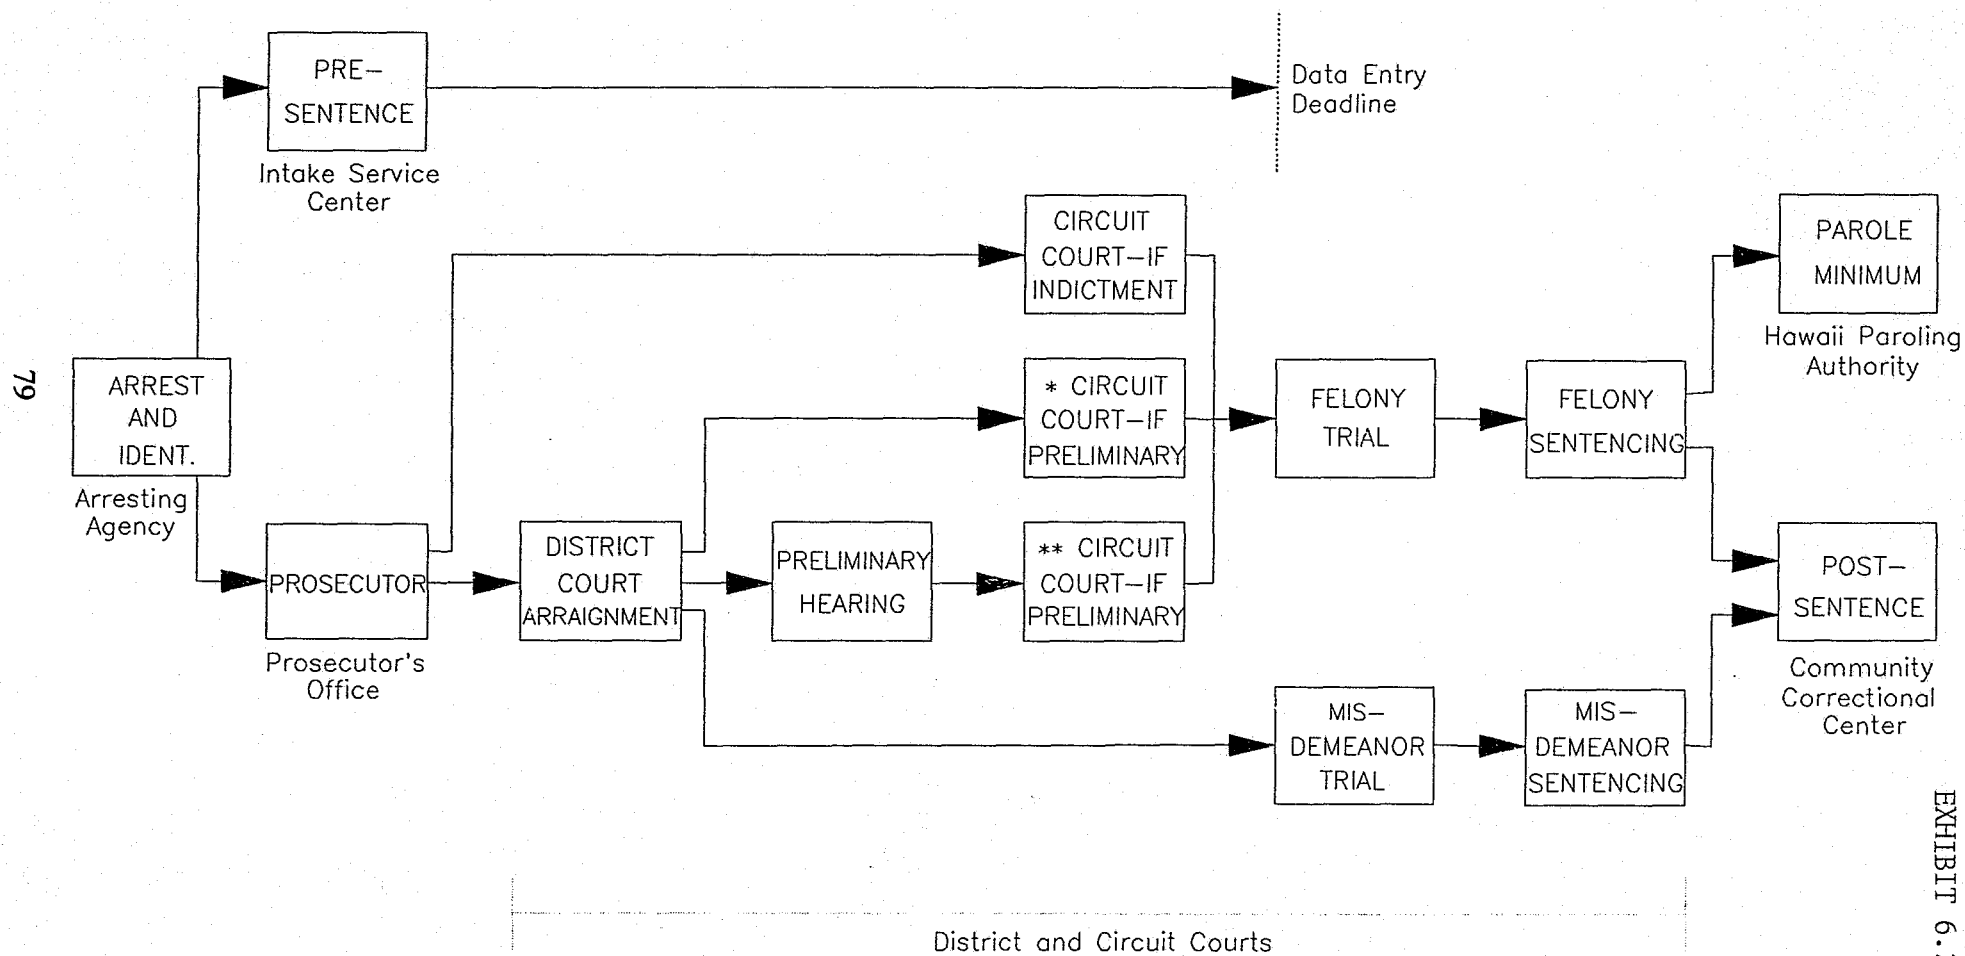 PRE-
SENTENCE
Intake Service
Center
Data Entry
Deadline
CIRCUIT
COURT-IF
INDICTMENT
PAROLE
MINIMUM
Hawaii Paroling
Authority
79
ARREST
AND
IDENT.
Arresting
Agency
* CIRCUIT
COURT-IF
PRELIMINARY
FELONY
TRIAL
FELONY
SENTENCING
PROSECUTOR
Prosecutor's
Office
DISTRICT
COURT
ARRAIGNMENT
PRELIMINARY
HEARING
** CIRCUIT
COURT-IF
PRELIMINARY
POST-
SENTENCE
Community
Correctional
Center
MIS-
DEMEANOR
TRIAL
MIS-
DEMEANOR
SENTENCING
EXHIBIT
District and Circuit Courts